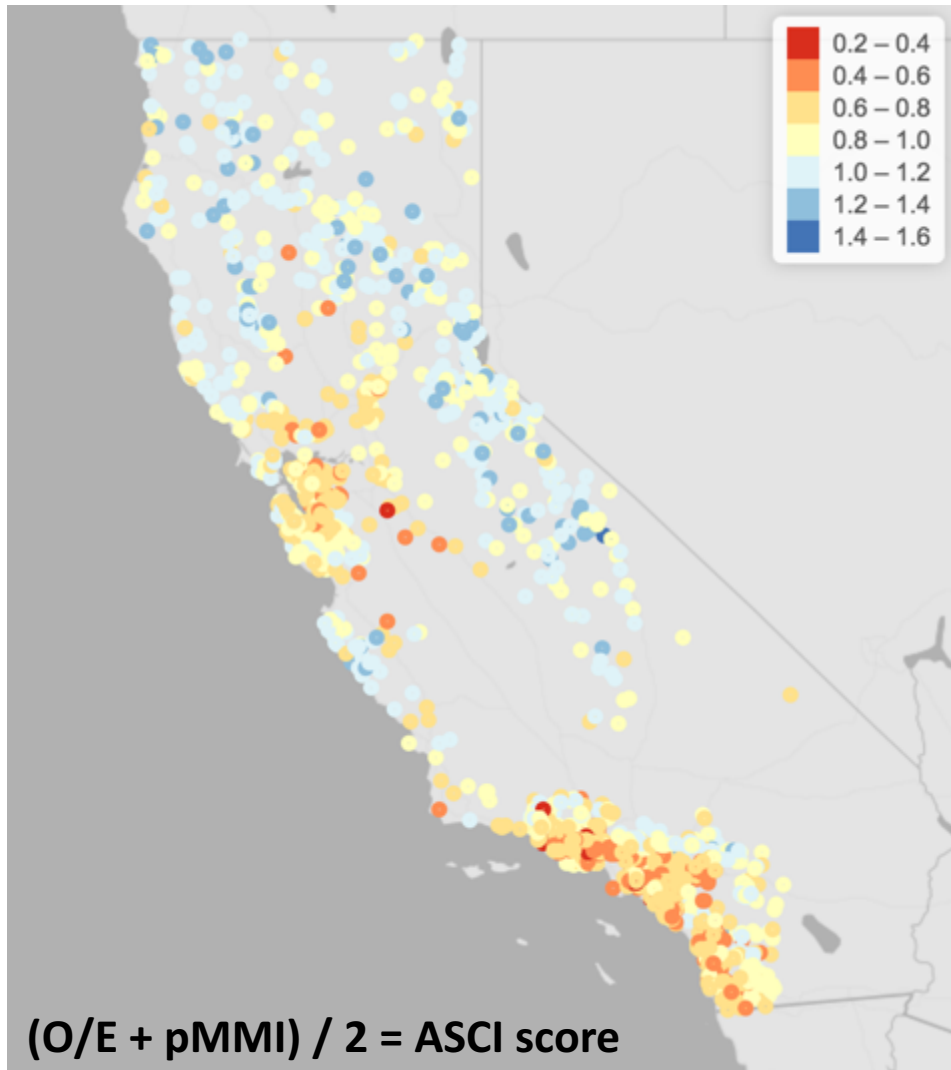 0.2 – 0.4
0.4 – 0.6
0.6 – 0.8
0.8 – 1.0
1.0 – 1.2
1.2 – 1.4
1.4 – 1.6
(O/E + pMMI) / 2 = ASCI score